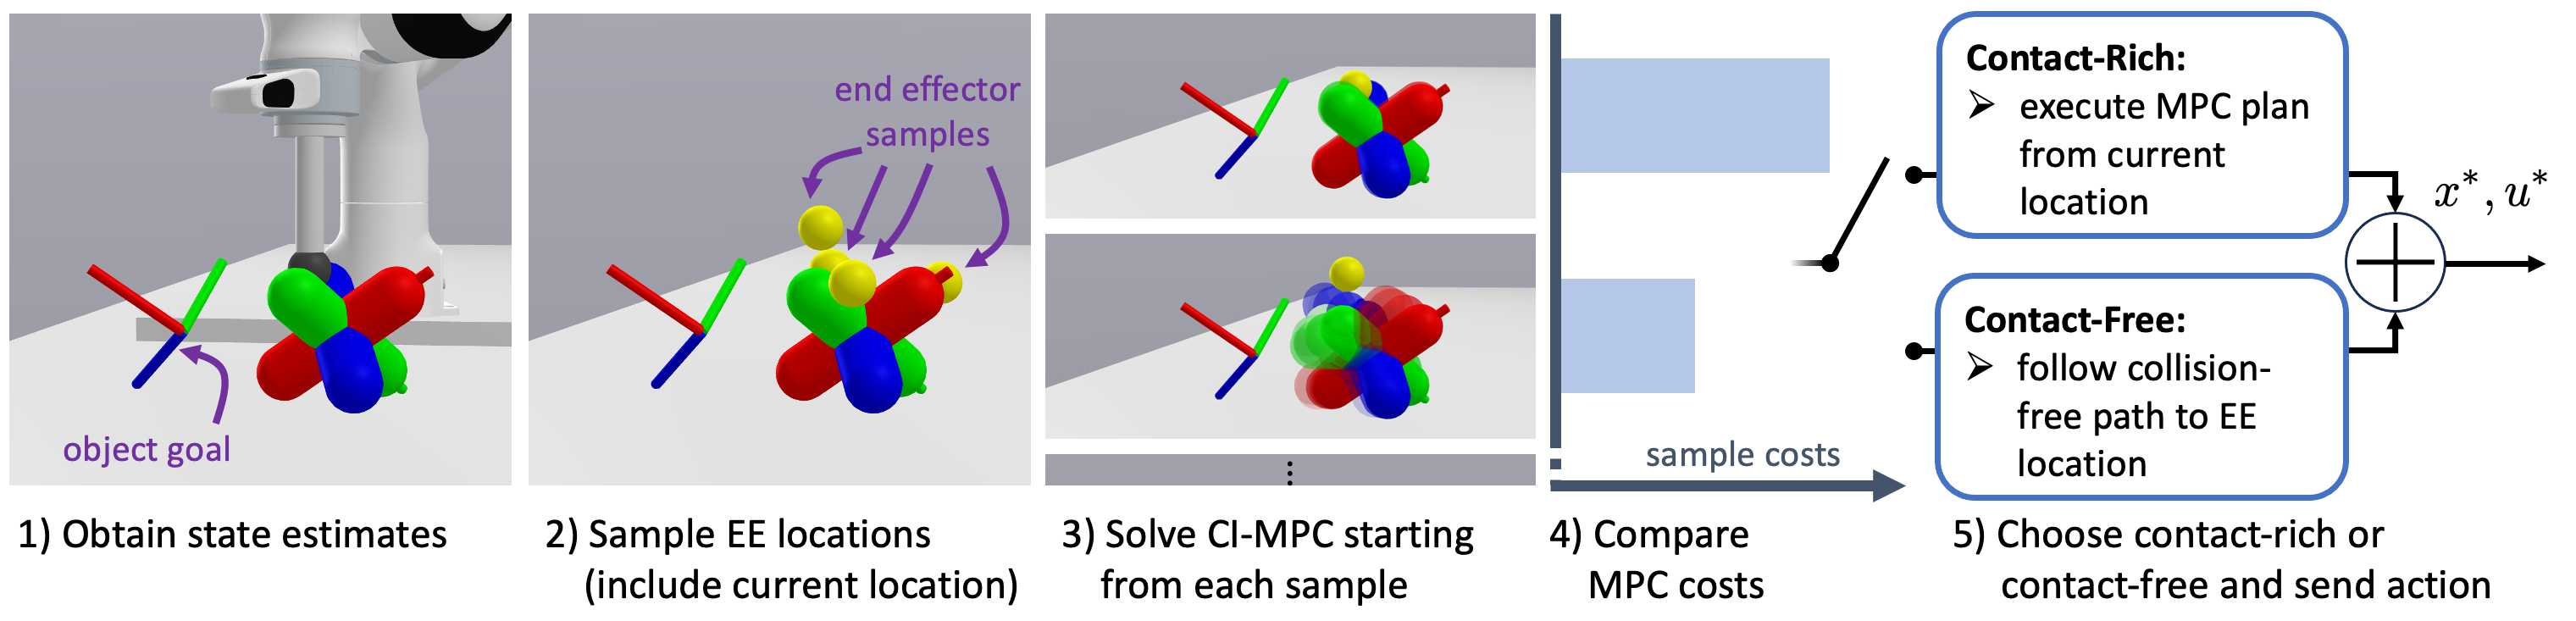 object goal
end effector
samples
sample costs
Contact-Rich:
➢ execute MPC plan
from current
location
Contact-Free:
➢ follow collision-
free path to EE
location
x*, u*
1) Obtain state estimates
2) Sample EE locations
(include current location)
3) Solve CI-MPC starting
from each sample
4) Compare
MPC costs
5) Choose contact-rich or
contact-free and send action